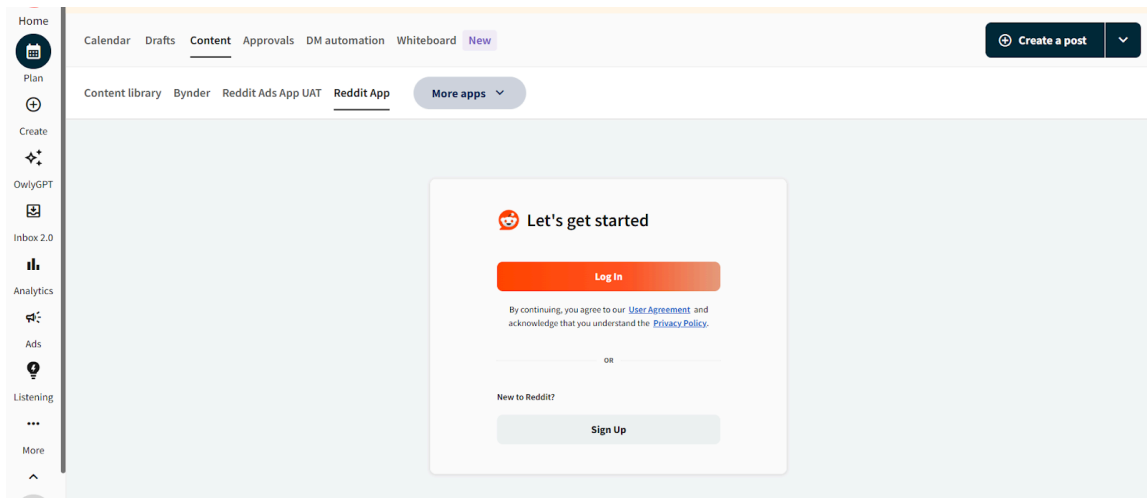 Home
Plan
Create
OwlyGPT
Inbox 2.0
Analytics
Ads
Listening
More
Calendar Drafts Content Approvals DM automation Whiteboard New
Create a post
Content library Bynder Reddit Ads App UAT Reddit App More apps
Let's get started
Log In
By continuing, you agree to our User Agreement and
acknowledge that you understand the Privacy Policy.
OR
New to Reddit?
Sign Up